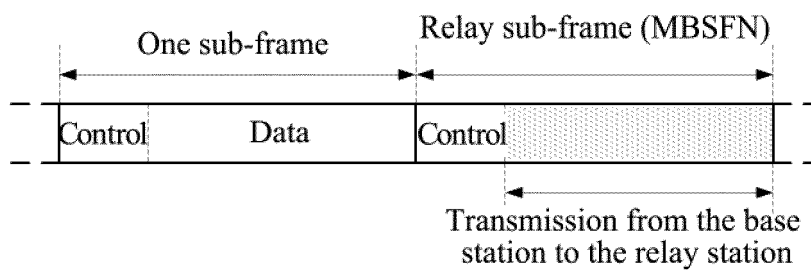 One sub-frame
Relay sub-frame (MBSFN)
Control
Data
Control
Transmission from the base
station to the relay station